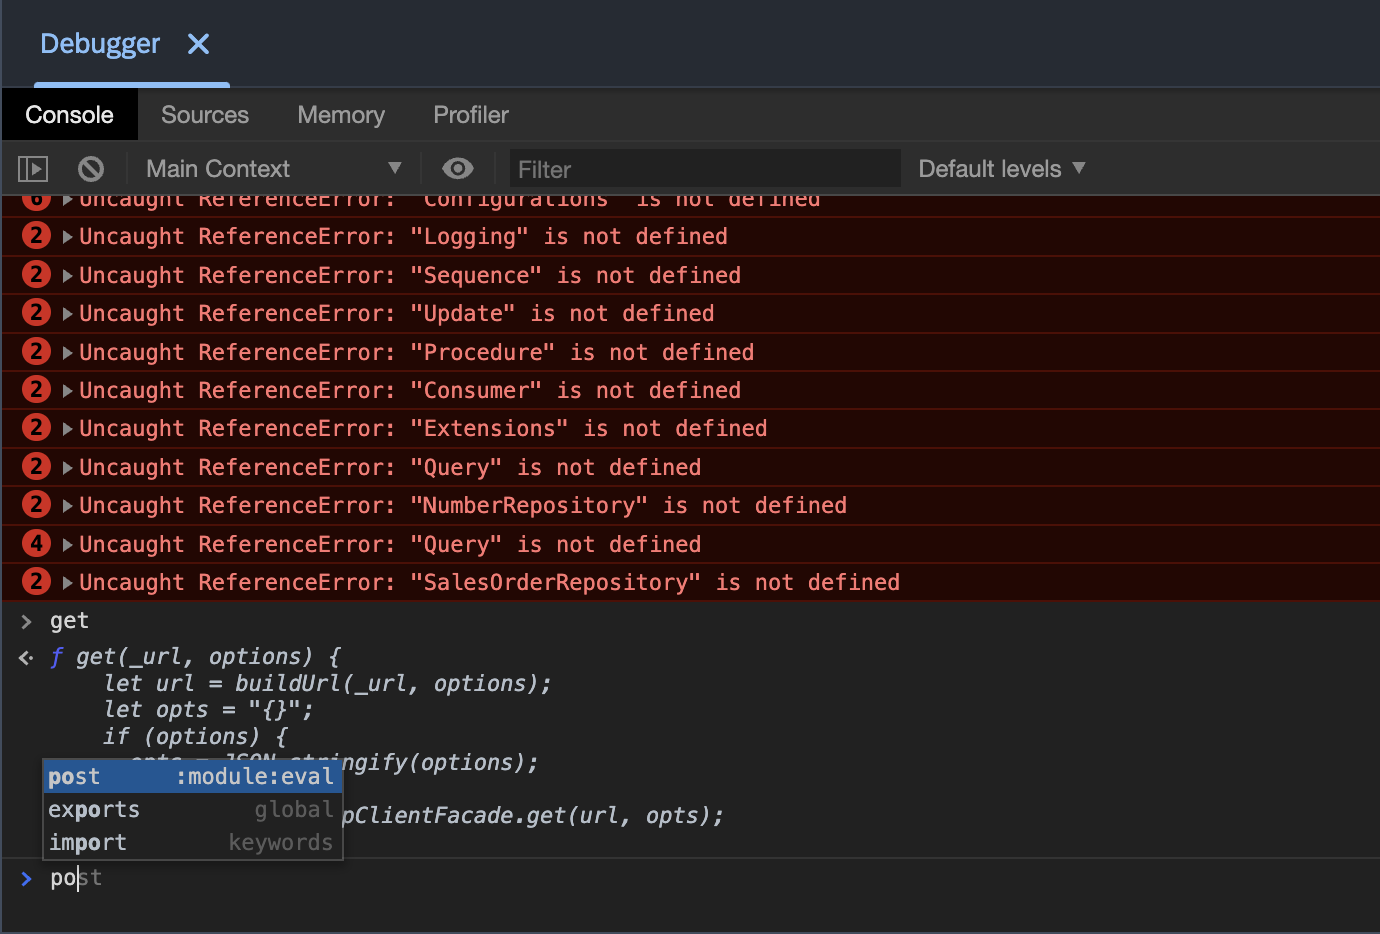 Debugger
Console Sources Memory Profiler
Main Context Filter Default levels
6 Uncaught ReferenceError: "Configurations" is not defined
2 Uncaught ReferenceError: "Logging" is not defined
2 Uncaught ReferenceError: "Sequence" is not defined
2 Uncaught ReferenceError: "Update" is not defined
2 Uncaught ReferenceError: "Procedure" is not defined
2 Uncaught ReferenceError: "Consumer" is not defined
2 Uncaught ReferenceError: "Extensions" is not defined
2 Uncaught ReferenceError: "Query" is not defined
2 Uncaught ReferenceError: "NumberRepository" is not defined
4 Uncaught ReferenceError: "Query" is not defined
2 Uncaught ReferenceError: "SalesOrderRepository" is not defined
> get
ƒ get(_url, options) {
let url = buildUrl(_url, options);
let opts = "{}";
if (options) {
opts = JSON.stringify(options);
post :module:eval
exports global
pClientFacade.get(url, opts);
import keywords
> post